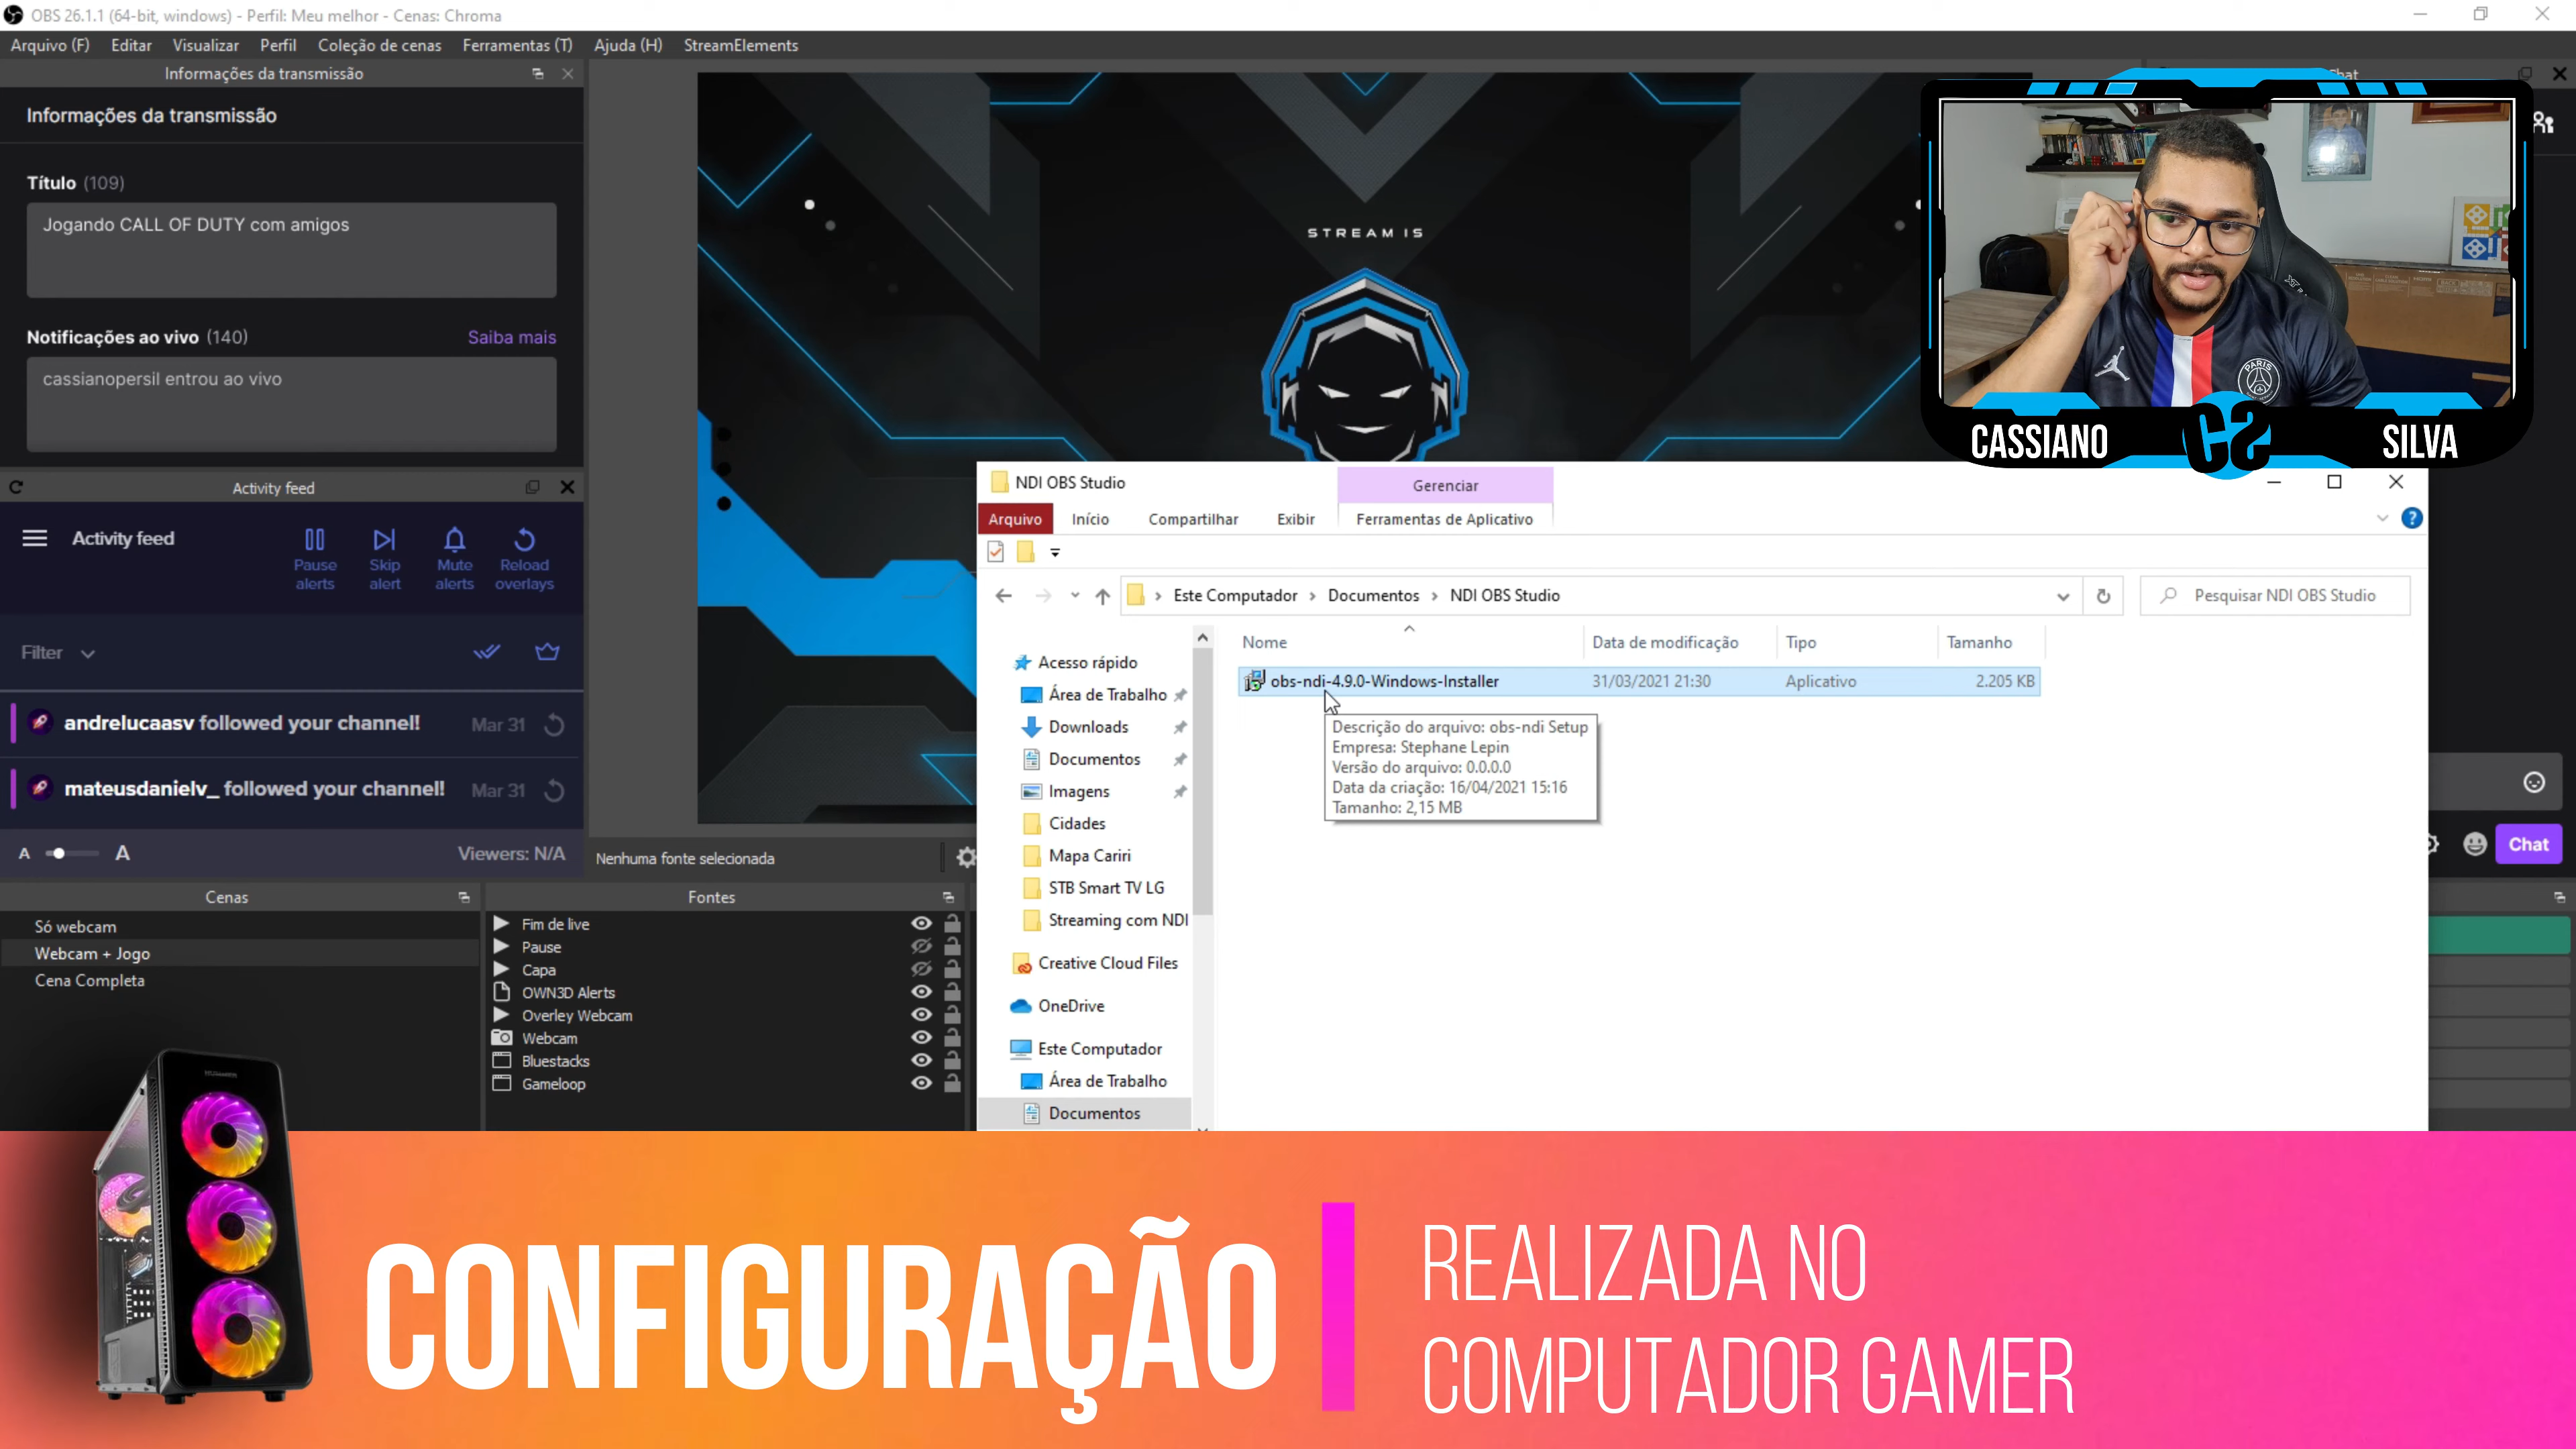 OBS 26.1.1 (64-bit, windows) - Perfil: Meu melhor - Cenas: Chroma
Arquivo (F) Editar Visualizar Perfil Coleção de cenas Ferramentas (T) Ajuda (H) StreamElements
Informações da transmissão
Informações da transmissão
Título (109)
Jogando CALL OF DUTY com amigos
Notificações ao vivo (140) Saiba mais
cassianopersil entrou ao vivo
Activity feed
Activity feed
Pause alerts
Skip alert
Mute alerts
Reload overlays
Filter
andrelucaasv followed your channel! Mar 31
mateusdanielv_ followed your channel! Mar 31
A A Viewers: N/A
Cenas
Só webcam
Webcam + Jogo
Cena Completa
Nenhuma fonte selecionada
Fontes
Fim de live
Pause
Capa
OWN3D Alerts
Overley Webcam
Webcam
Bluestacks
Gameloop
STREAM IS
PARIS
CASSIANO CS SILVA
NDI OBS Studio Gerenciar
Arquivo Início Compartilhar Exibir Ferramentas de Aplicativo
Este Computador Documentos NDI OBS Studio
Pesquisar NDI OBS Studio
Nome Data de modificação Tipo Tamanho
obs-ndi-4.9.0-Windows-Installer 31/03/2021 21:30 Aplicativo 2.205 KB
Descrição do arquivo: obs-ndi Setup
Empresa: Stephane Lepin
Versão do arquivo: 0.0.0.0
Data da criação: 16/04/2021 15:16
Tamanho: 2,15 MB
Acesso rápido
Área de Trabalho
Downloads
Documentos
Imagens
Cidades
Mapa Cariri
STB Smart TV LG
Streaming com NDI
Creative Cloud Files
OneDrive
Este Computador
Área de Trabalho
Documentos
Chat
CONFIGURAÇÃO
REALIZADA NO
COMPUTADOR GAMER